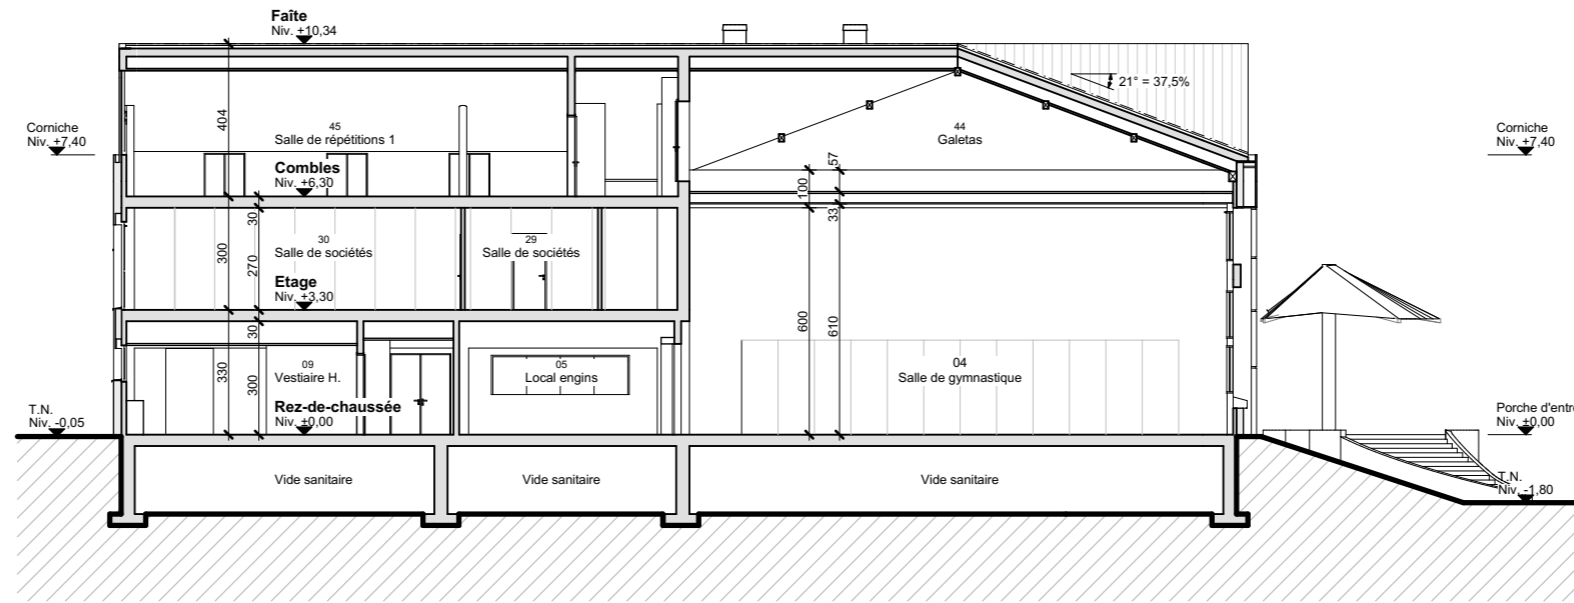 Faîte
Niv. +10,34
21° = 37,5%
Corniche
Niv. +7,40
404
45
Salle de répétitions 1
44
Galetas
Corniche
Niv. +7,40
Combles
Niv. +6,30
57
100
33
30
300
270
30
Salle de sociétés
29
Salle de sociétés
Etage
Niv. +3,30
600
610
30
330
300
09
Vestiaire H.
05
Local engins
04
Salle de gymnastique
Rez-de-chaussée
Niv. ±0,00
T.N.
Niv. -0,05
Porche d'entr
Niv. ±0,00
Vide sanitaire
Vide sanitaire
Vide sanitaire
T.N.
Niv. -1,80